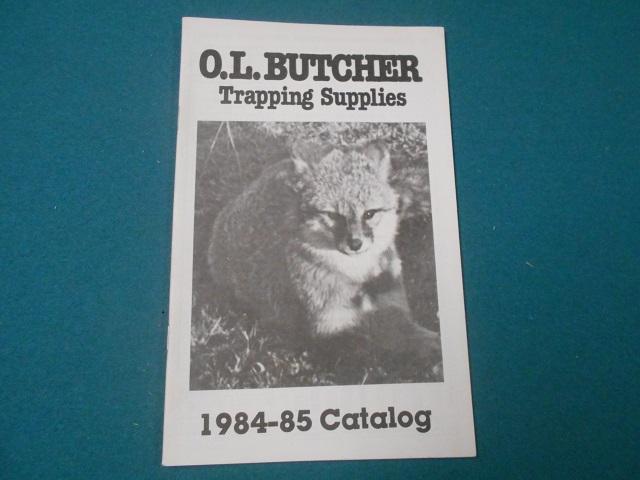 O.L. BUTCHER
Trapping Supplies
1984-85 Catalog